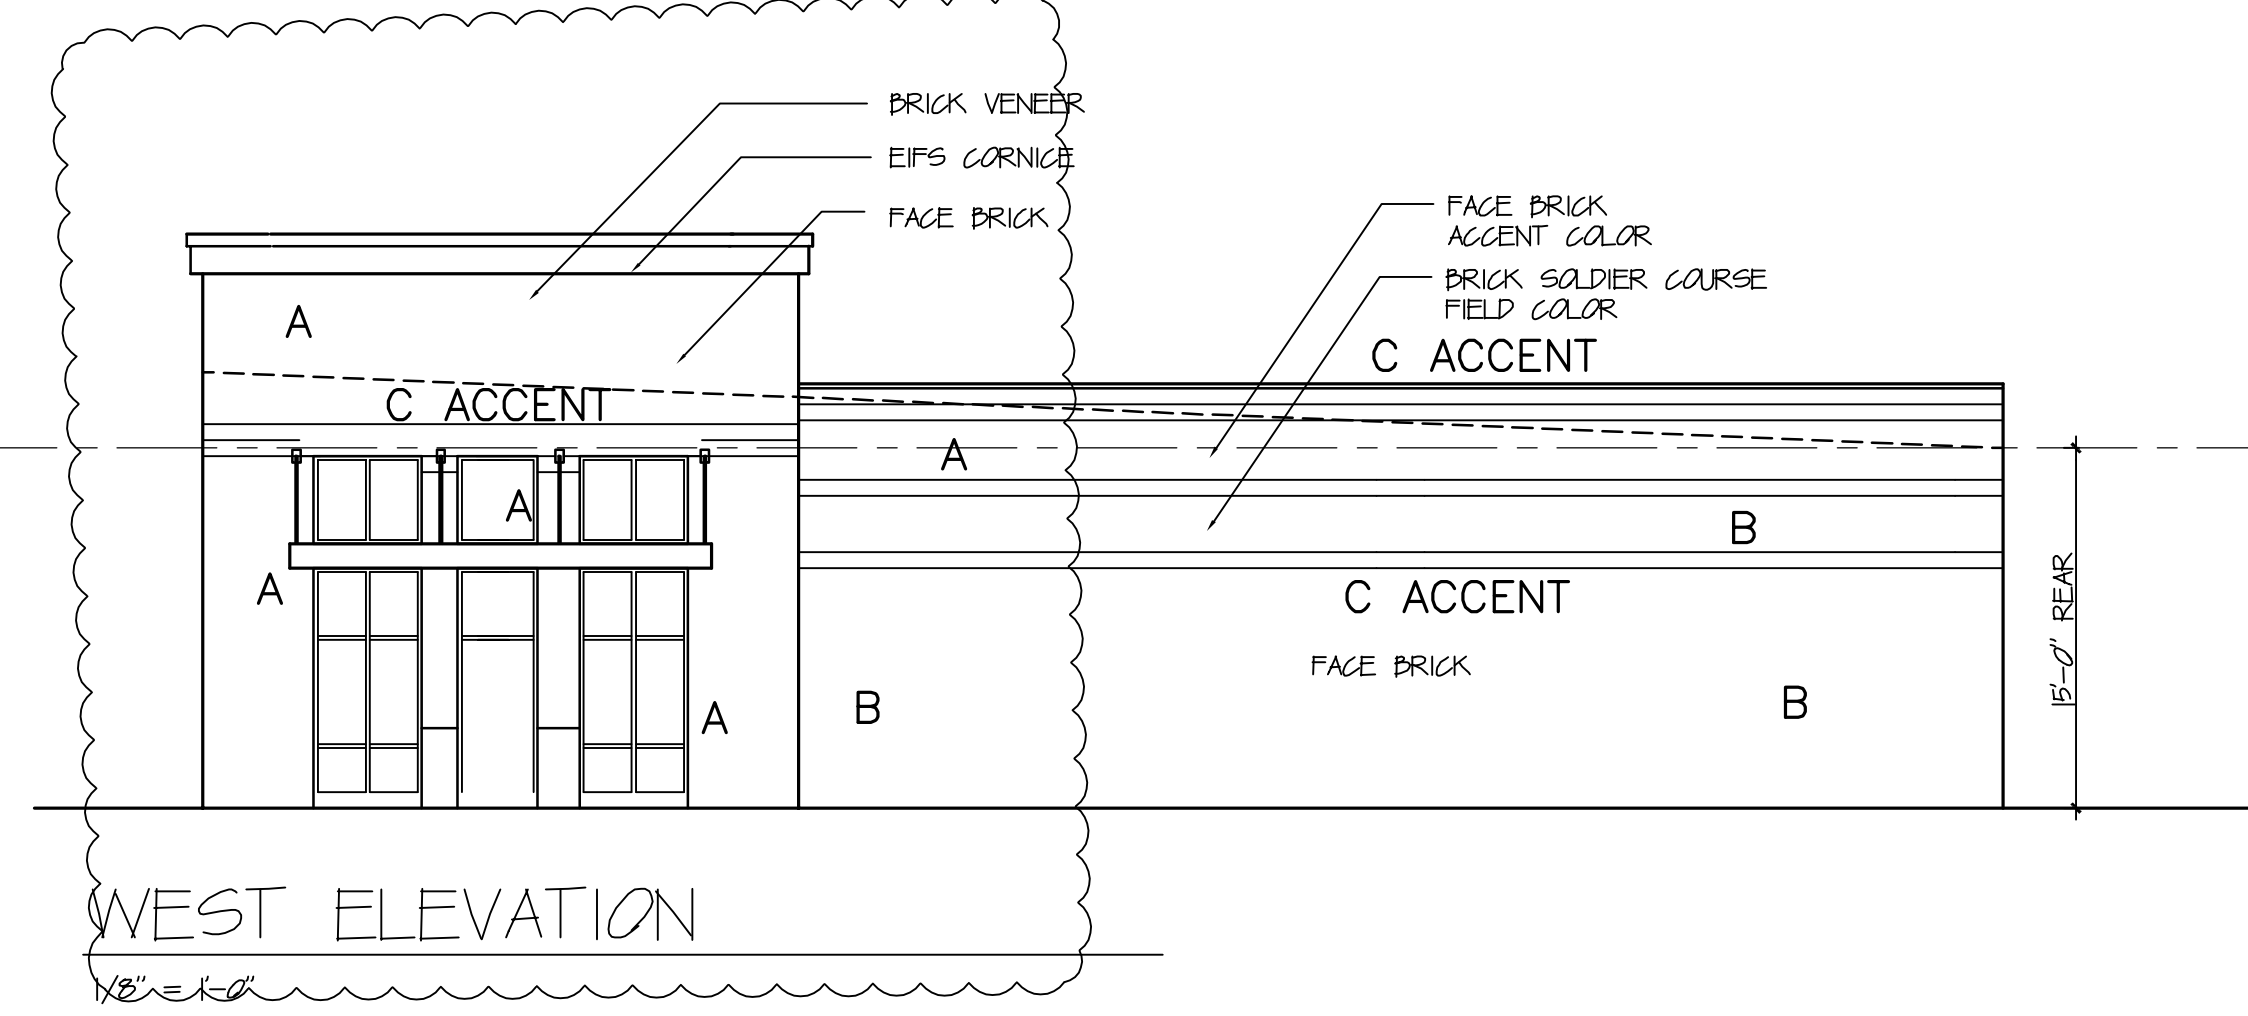 BRICK VENEER
EIFS CORNICE
FACE BRICK
FACE BRICK
ACCENT COLOR
BRICK SOLDIER COURSE
FIELD COLOR
C ACCENT
A
C ACCENT
A
A
B
A
C ACCENT
FACE BRICK
A
B
B
15'-0" REAR
WEST ELEVATION
1/8" = 1'-0"